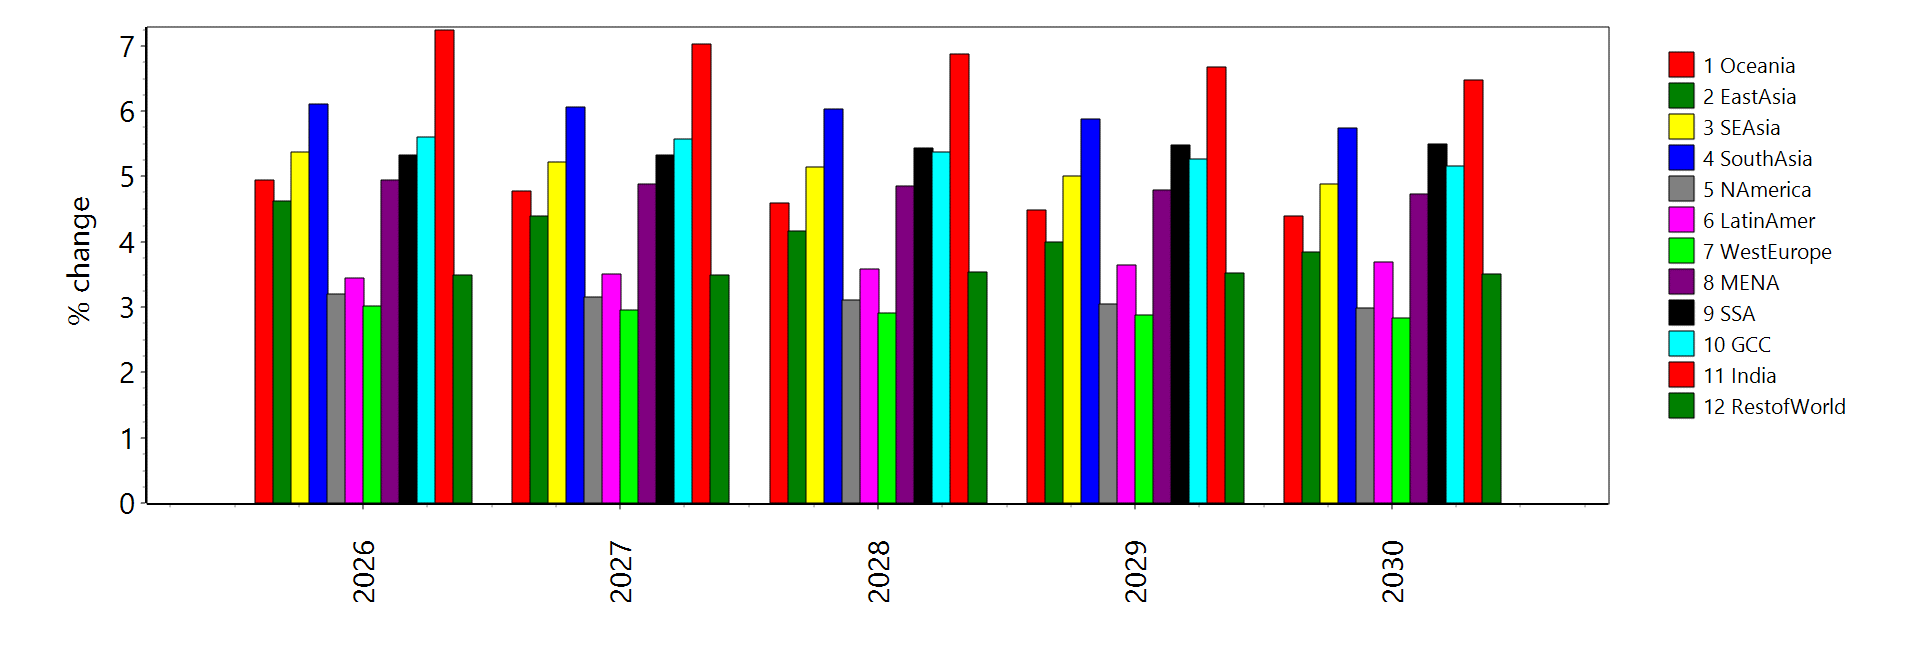 % change
7
6
5
4
3
2
1
0
2026
2027
2028
2029
2030
1 Oceania
2 EastAsia
3 SEAsia
4 SouthAsia
5 NAmerica
6 LatinAmer
7 WestEurope
8 MENA
9 SSA
10 GCC
11 India
12 RestofWorld